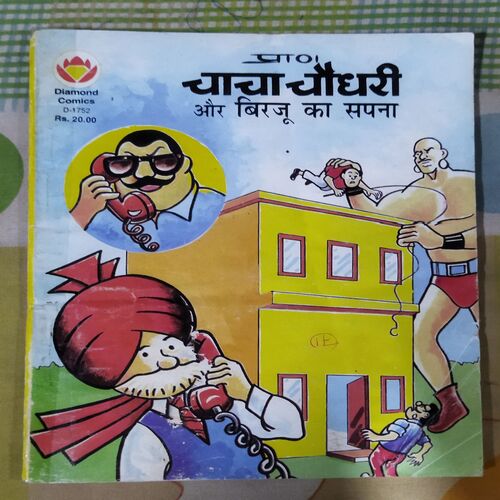 Diamond
Comics
D-1752
Rs. 20.00
प्राण
चाचा चौधरी
और बिरजू का सपना